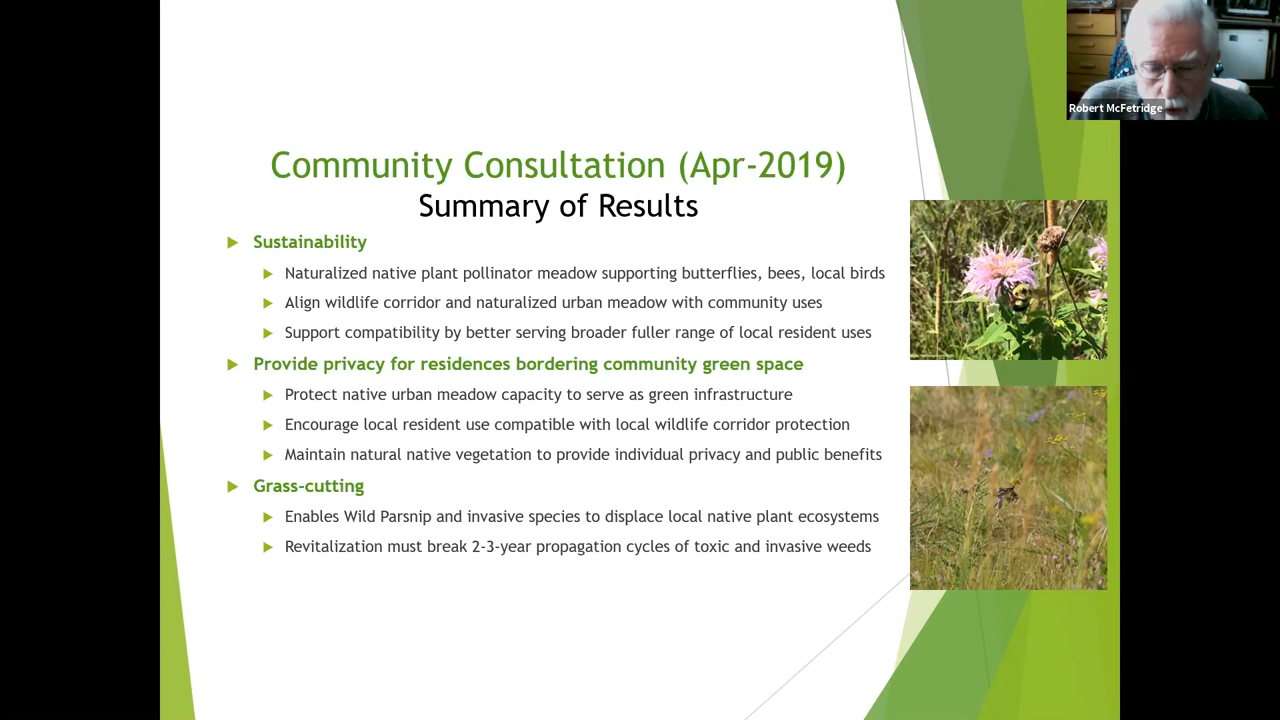 Robert McFetridge
Community Consultation (Apr-2019)
Summary of Results
Sustainability
Naturalized native plant pollinator meadow supporting butterflies, bees, local birds
Align wildlife corridor and naturalized urban meadow with community uses
Support compatibility by better serving broader fuller range of local resident uses
Provide privacy for residences bordering community green space
Protect native urban meadow capacity to serve as green infrastructure
Encourage local resident use compatible with local wildlife corridor protection
Maintain natural native vegetation to provide individual privacy and public benefits
Grass-cutting
Enables Wild Parsnip and invasive species to displace local native plant ecosystems
Revitalization must break 2-3-year propagation cycles of toxic and invasive weeds